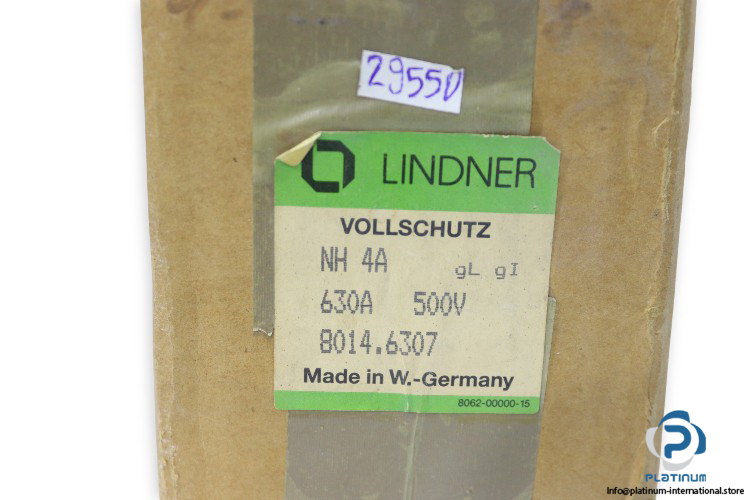 29550
LINDNER
VOLLSCHUTZ
NH 4A gL gI
630A 500V
8014.6307
Made in W.-Germany
8062-00000-15
PLATINUM
Info@platinum-international.store